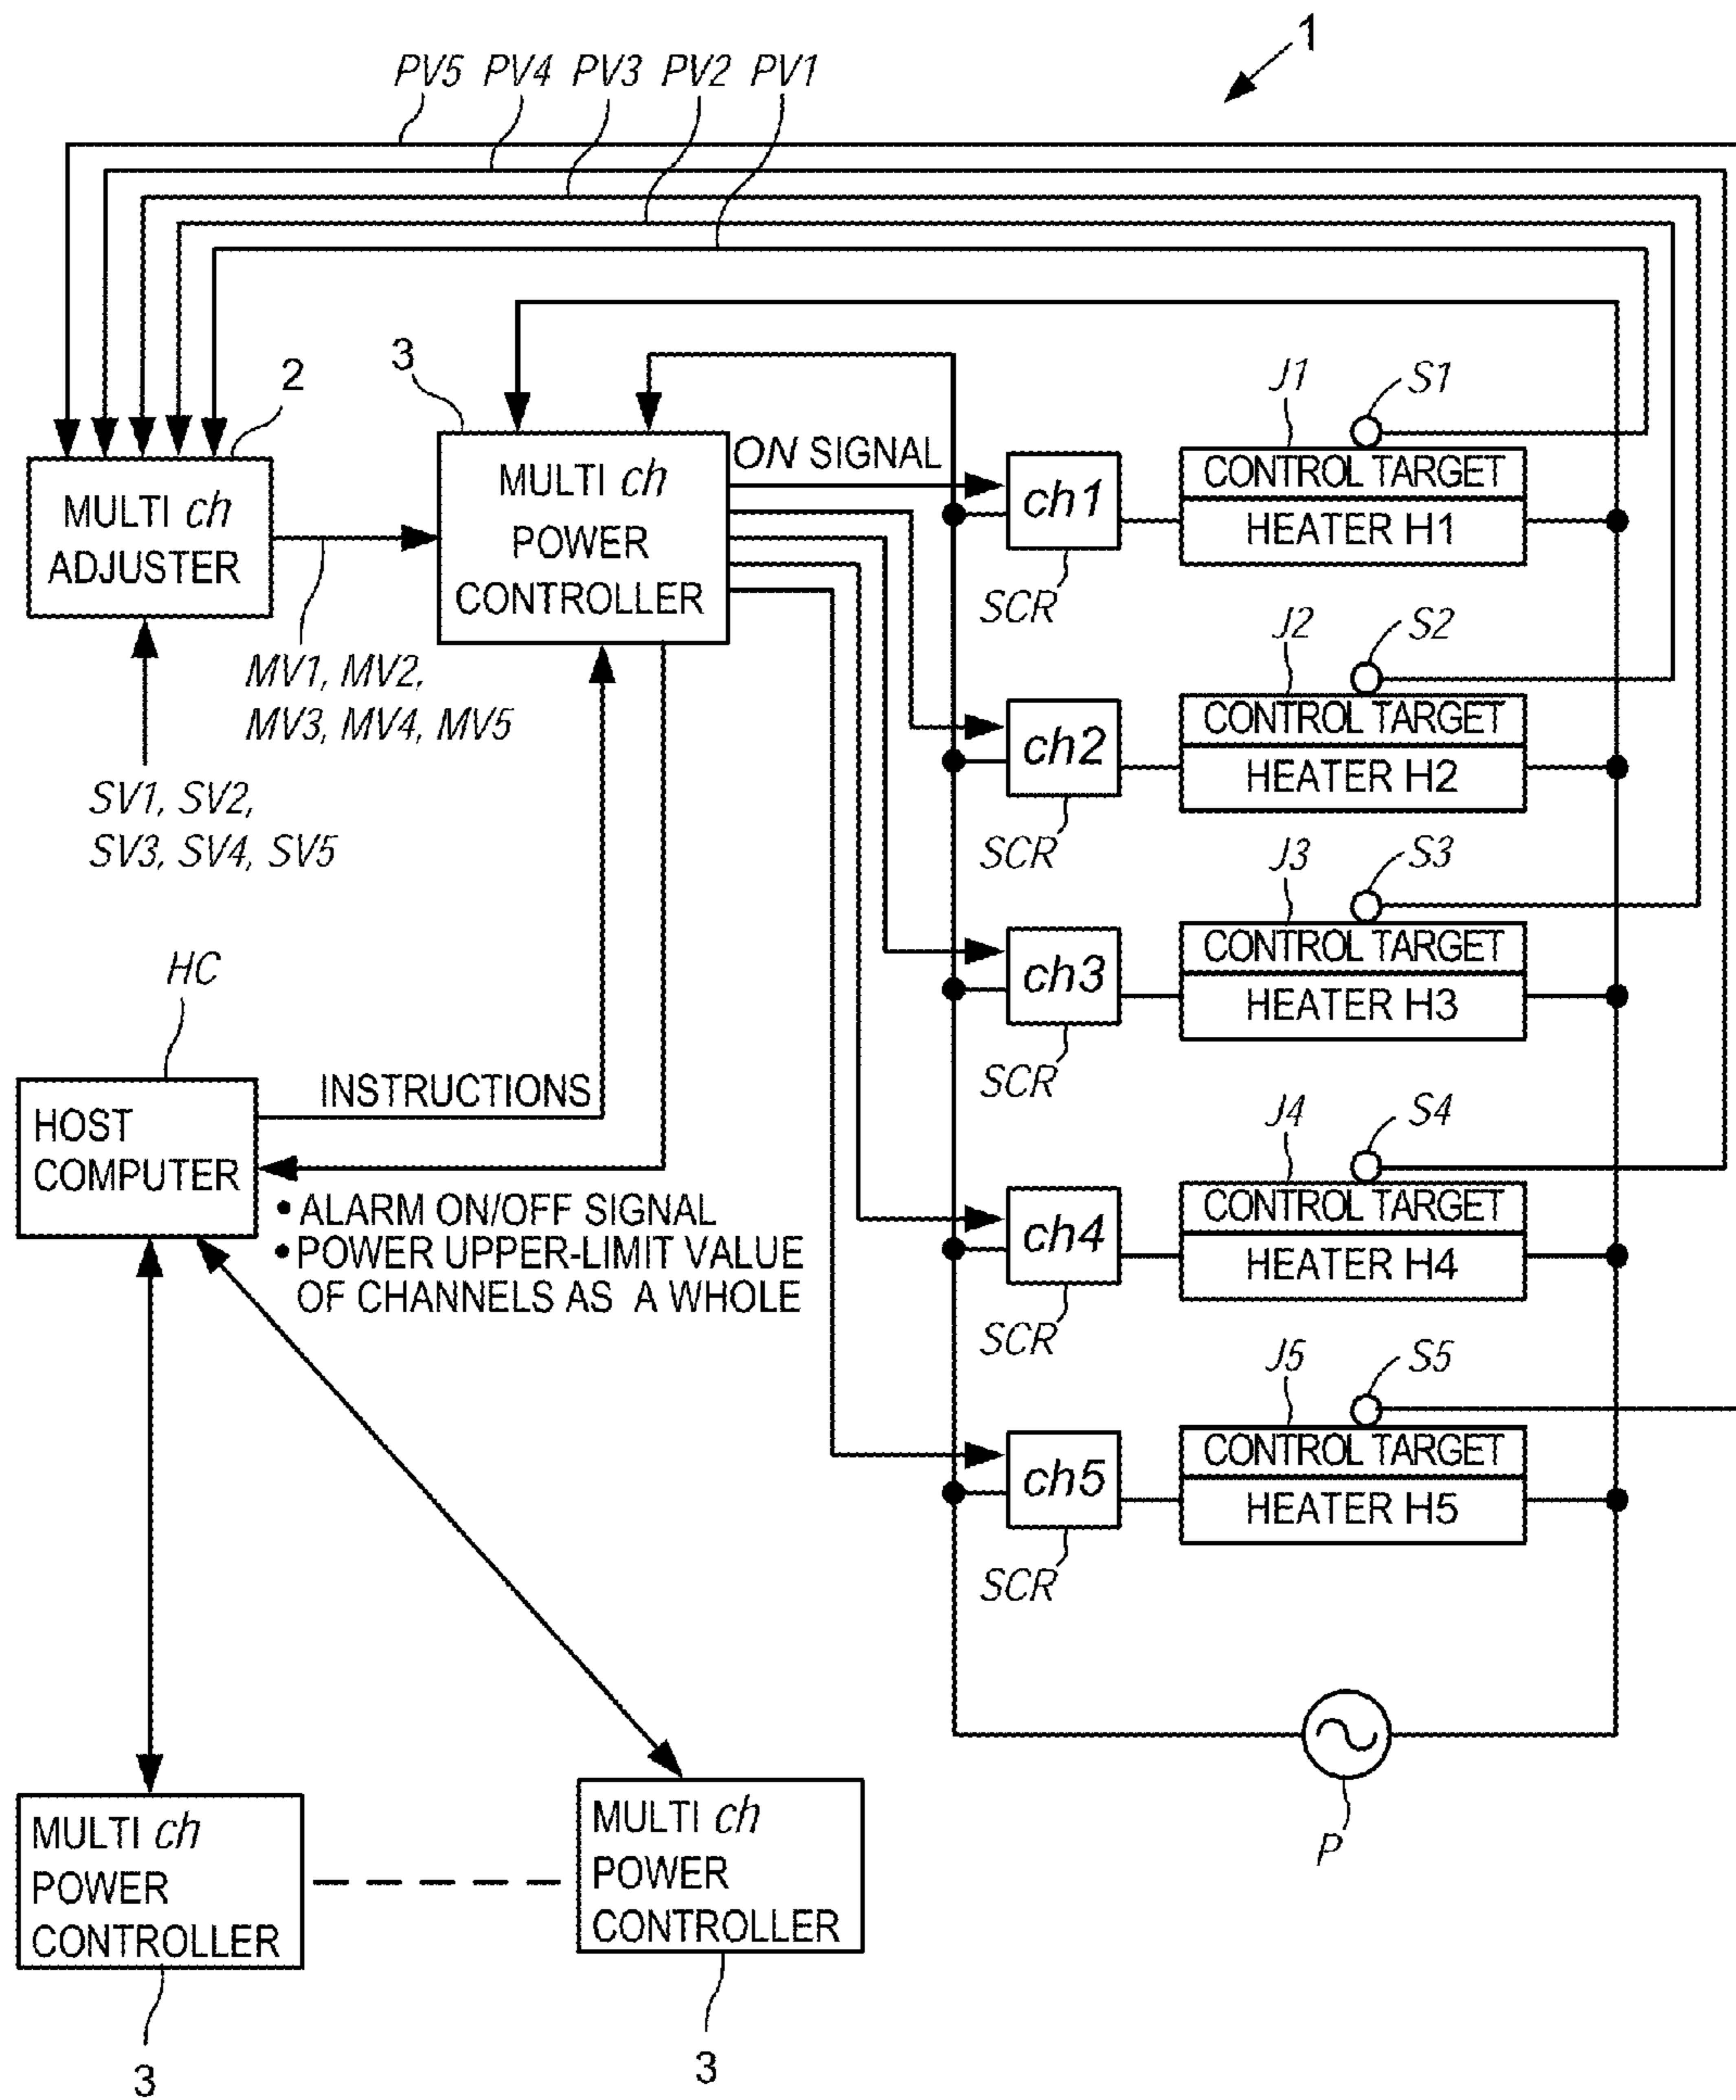 1
PV5 PV4 PV3 PV2 PV1
2
3
MULTI ch
ADJUSTER
MULTI ch
POWER
CONTROLLER
ON SIGNAL
MV1, MV2,
MV3, MV4, MV5
SV1, SV2,
SV3, SV4, SV5
ch1
SCR
J1
S1
CONTROL TARGET
HEATER H1
ch2
SCR
J2
S2
CONTROL TARGET
HEATER H2
ch3
SCR
J3
S3
CONTROL TARGET
HEATER H3
ch4
SCR
J4
S4
CONTROL TARGET
HEATER H4
ch5
SCR
J5
S5
CONTROL TARGET
HEATER H5
P
HC
HOST
COMPUTER
INSTRUCTIONS
• ALARM ON/OFF SIGNAL
• POWER UPPER-LIMIT VALUE
OF CHANNELS AS A WHOLE
MULTI ch
POWER
CONTROLLER
3
MULTI ch
POWER
CONTROLLER
3